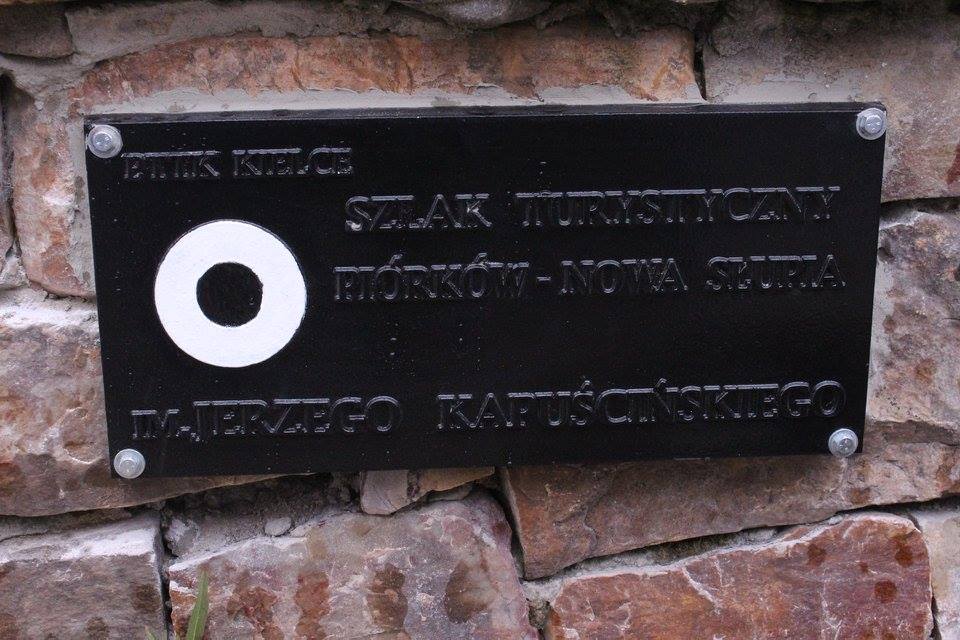 PTTK KIELCE
SZLAK TURYSTYCZNY
PIÓRKÓW - NOWA SŁUPIA
IM. JERZEGO KAPUŚCIŃSKIEGO